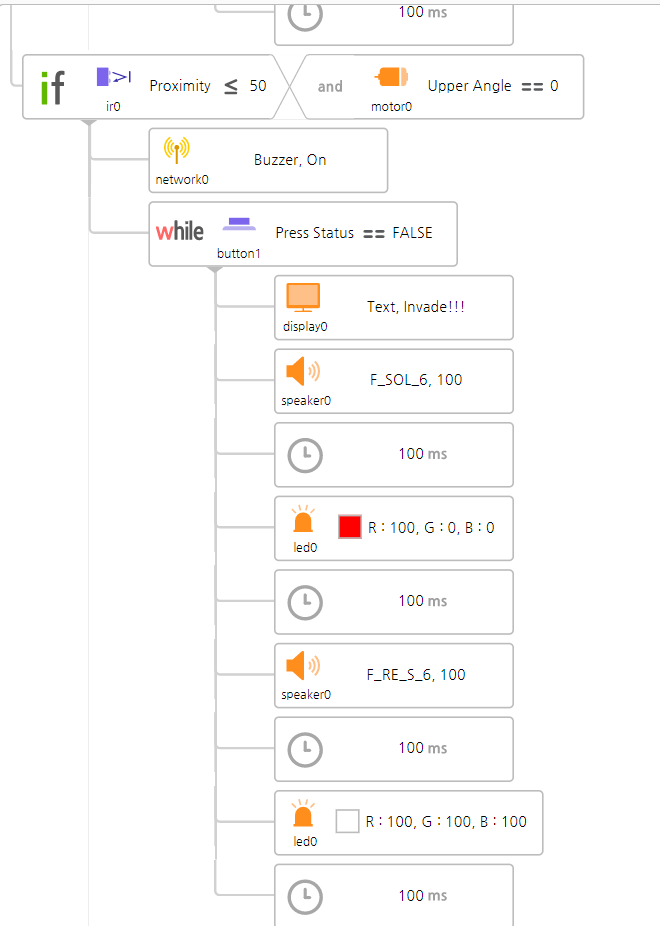 100 ms
if
ir0
Proximity ≤ 50
and
motor0
Upper Angle == 0
network0
Buzzer, On
while
button1
Press Status == FALSE
display0
Text, Invade!!!
speaker0
F_SOL_6, 100
100 ms
led0
R : 100, G : 0, B : 0
100 ms
speaker0
F_RE_S_6, 100
100 ms
led0
R : 100, G : 100, B : 100
100 ms